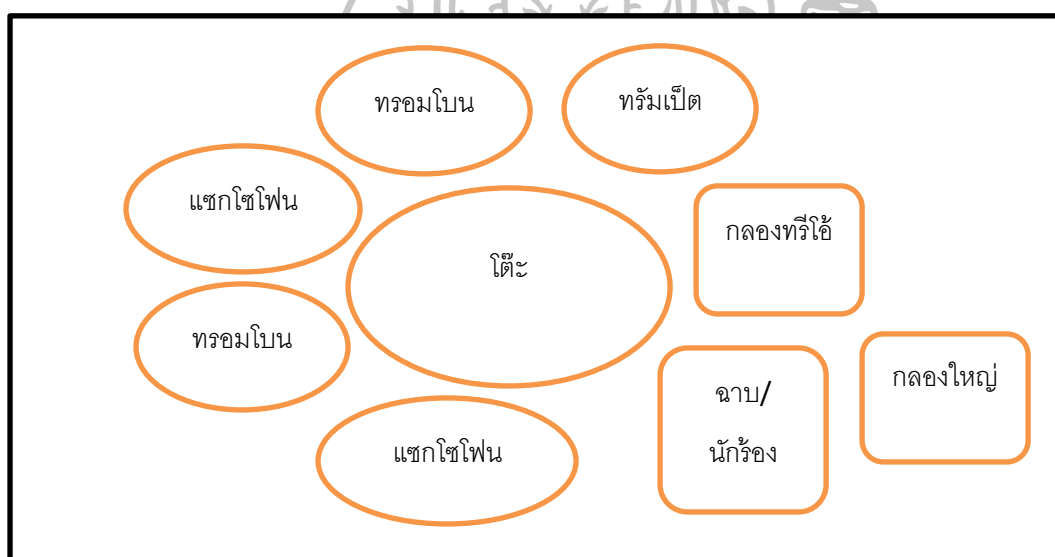 ทรอมโบน
ทรัมเป็ต
แซกโซโฟน
กลองทรีโอ้
โต๊ะ
ทรอมโบน
กลองใหญ่
ฉาบ/
นักร้อง
แซกโซโฟน